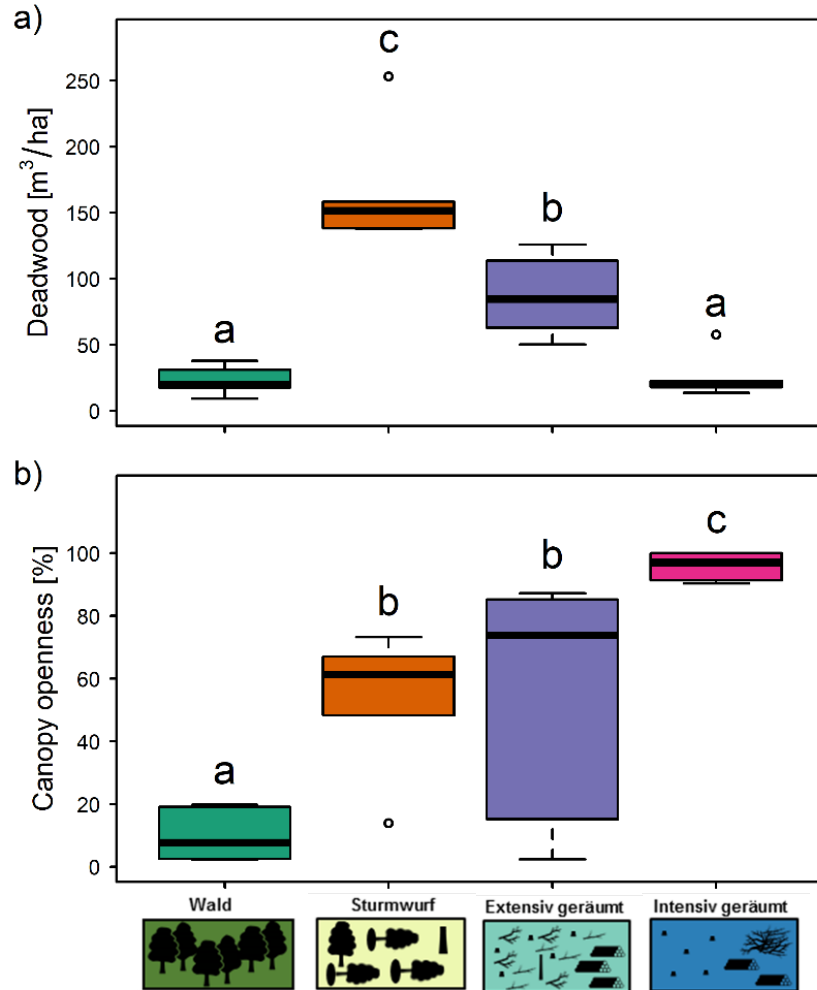 a)
Deadwood [m³/ha]
250
200
150
100
50
0
a
c
b
a
b)
Canopy openness [%]
100
80
60
40
20
0
a
b
b
c
Wald Sturmwurf Extensiv geräumt Intensiv geräumt